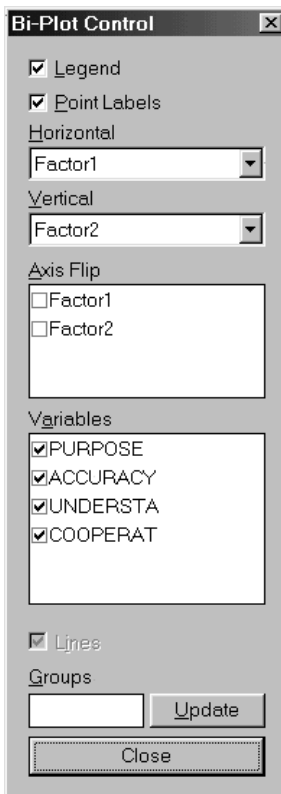 Bi-Plot Control
Legend
Point Labels
Horizontal
Factor1
Vertical
Factor2
Axis Flip
Factor1
Factor2
Variables
PURPOSE
ACCURACY
UNDERSTA
COOPERAT
Lines
Groups
Update
Close